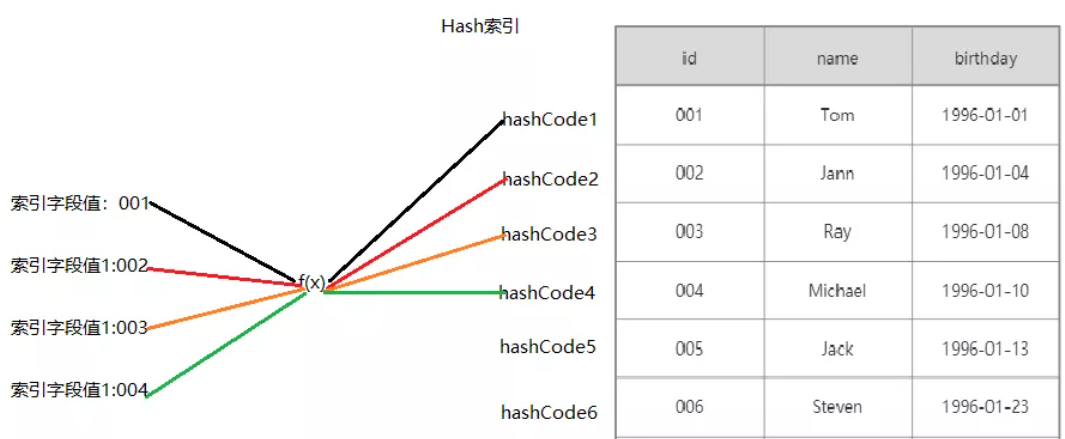 Hash索引
索引字段值：001
索引字段值1:002
索引字段值1:003
索引字段值1:004
f(x)
hashCode1
hashCode2
hashCode3
hashCode4
hashCode5
hashCode6
id name birthday
001 Tom 1996-01-01
002 Jann 1996-01-04
003 Ray 1996-01-08
004 Michael 1996-01-10
005 Jack 1996-01-13
006 Steven 1996-01-23